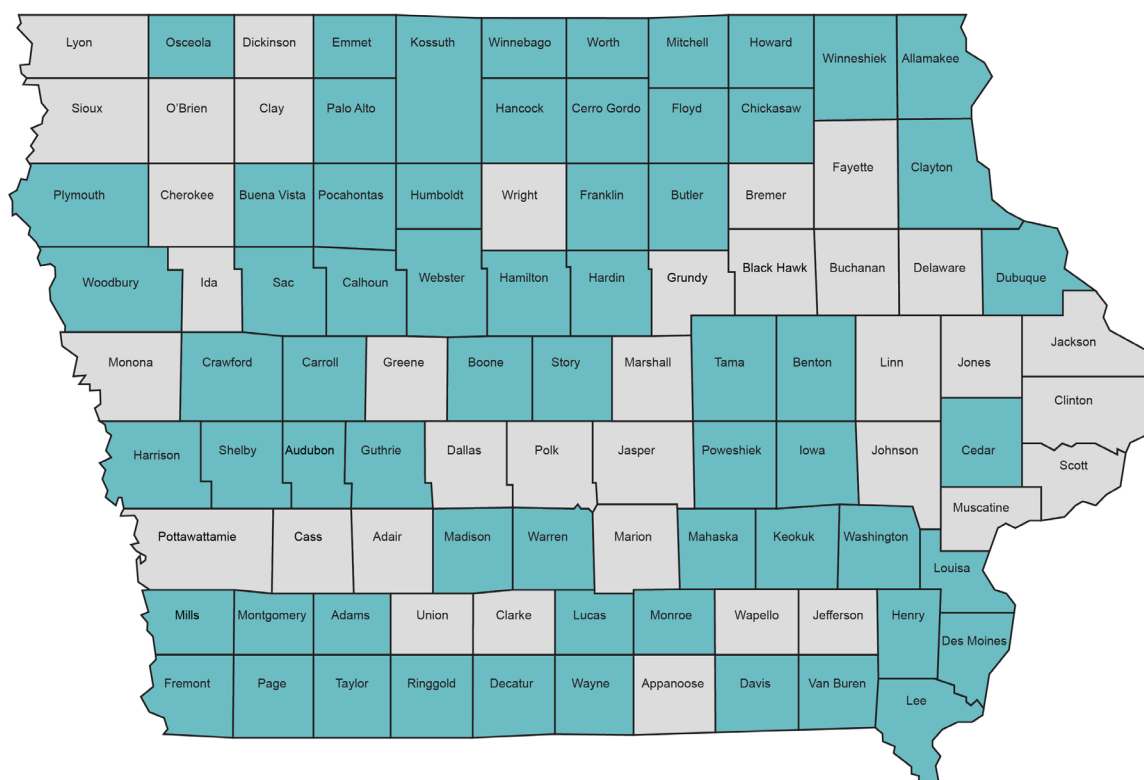 Lyon
Osceola
Dickinson
Emmet
Kossuth
Winnebago
Worth
Mitchell
Howard
Winneshiek
Allamakee
Sioux
O'Brien
Clay
Palo Alto
Hancock
Cerro Gordo
Floyd
Chickasaw
Fayette
Clayton
Plymouth
Cherokee
Buena Vista
Pocahontas
Humboldt
Wright
Franklin
Butler
Bremer
Woodbury
Ida
Sac
Calhoun
Webster
Hamilton
Hardin
Grundy
Black Hawk
Buchanan
Delaware
Dubuque
Monona
Crawford
Carroll
Greene
Boone
Story
Marshall
Tama
Benton
Linn
Jones
Jackson
Clinton
Harrison
Shelby
Audubon
Guthrie
Dallas
Polk
Jasper
Poweshiek
Iowa
Johnson
Cedar
Scott
Muscatine
Pottawattamie
Cass
Adair
Madison
Warren
Marion
Mahaska
Keokuk
Washington
Louisa
Mills
Montgomery
Adams
Union
Clarke
Lucas
Monroe
Wapello
Jefferson
Henry
Des Moines
Fremont
Page
Taylor
Ringgold
Decatur
Wayne
Appanoose
Davis
Van Buren
Lee